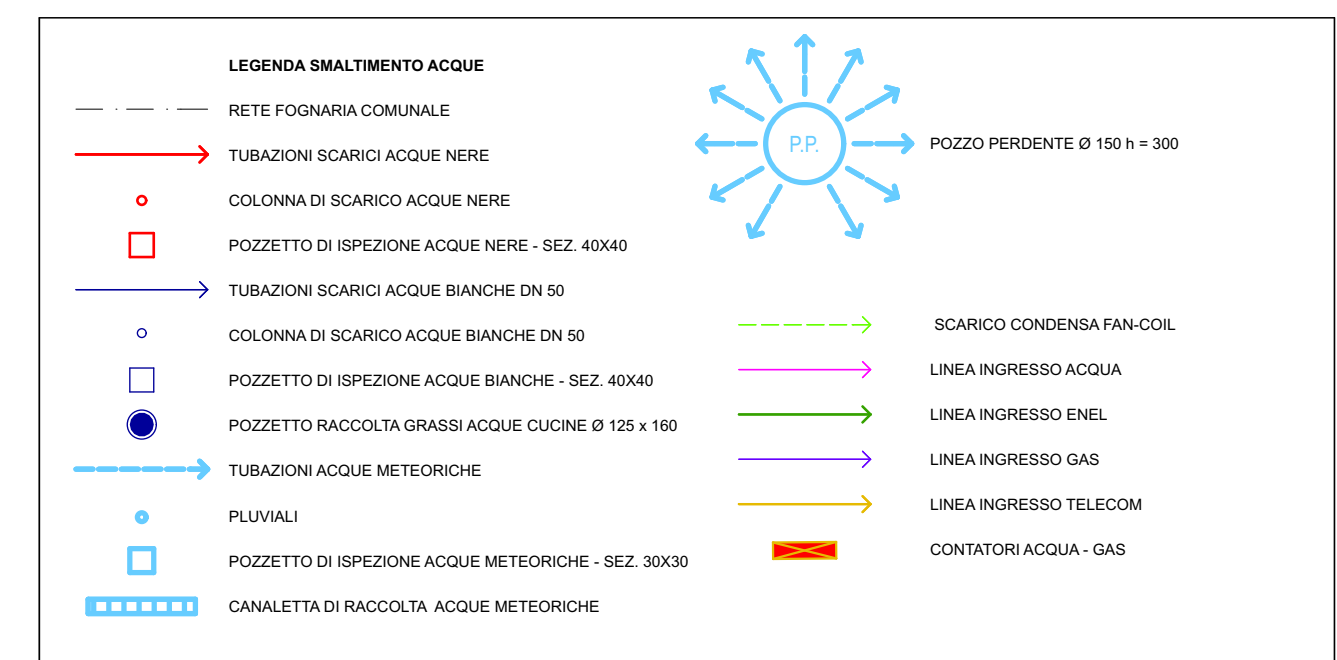 LEGENDA SMALTIMENTO ACQUE
RETE FOGNARIA COMUNALE
TUBAZIONI SCARICI ACQUE NERE
COLONNA DI SCARICO ACQUE NERE
POZZETTO DI ISPEZIONE ACQUE NERE - SEZ. 40X40
TUBAZIONI SCARICI ACQUE BIANCHE DN 50
COLONNA DI SCARICO ACQUE BIANCHE DN 50
POZZETTO DI ISPEZIONE ACQUE BIANCHE - SEZ. 40X40
POZZETTO RACCOLTA GRASSI ACQUE CUCINE Ø 125 x 160
TUBAZIONI ACQUE METEORICHE
PLUVIALI
POZZETTO DI ISPEZIONE ACQUE METEORICHE - SEZ. 30X30
CANALETTA DI RACCOLTA ACQUE METEORICHE
P.P.
POZZO PERDENTE Ø 150 h = 300
SCARICO CONDENSA FAN-COIL
LINEA INGRESSO ACQUA
LINEA INGRESSO ENEL
LINEA INGRESSO GAS
LINEA INGRESSO TELECOM
CONTATORI ACQUA - GAS